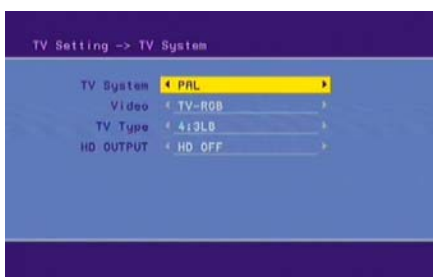 TV Setting -> TV System
TV System PAL
Video TV-RGB
TV Type 4:3LB
HD OUTPUT HD OFF